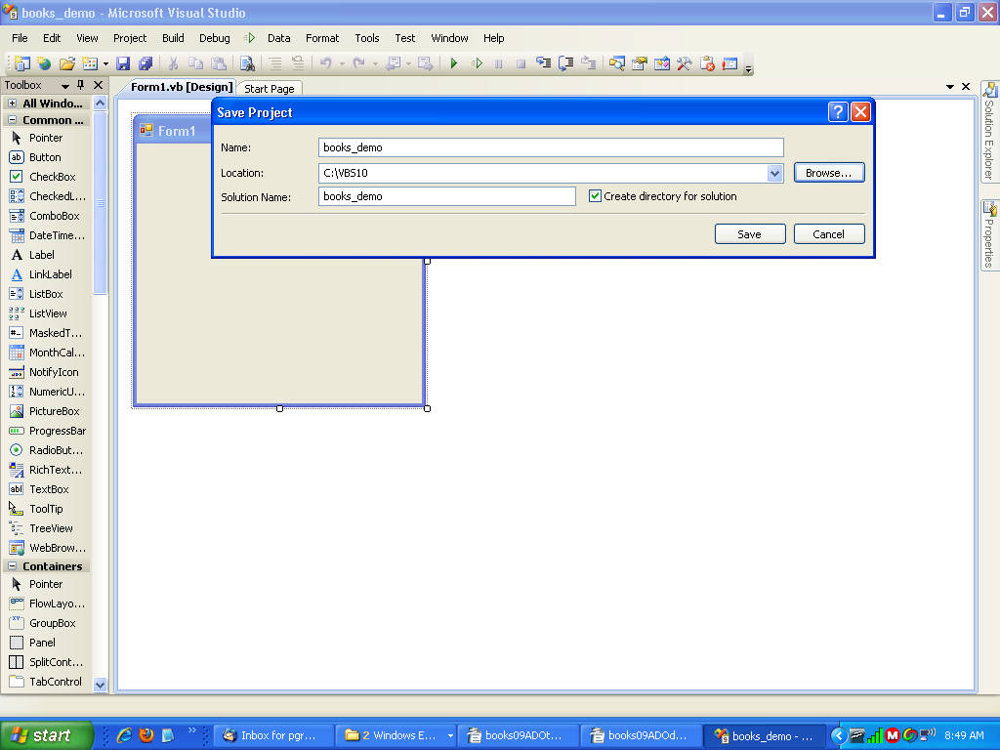 books_demo - Microsoft Visual Studio
File Edit View Project Build Debug Data Format Tools Test Window Help
Toolbox
Form1.vb [Design] Start Page
All Windo...
Common ...
Pointer
Button
CheckBox
CheckedL...
ComboBox
DateTime...
Label
LinkLabel
ListBox
ListView
MaskedT...
MonthCal...
NotifyIcon
NumericU...
PictureBox
ProgressBar
RadioBut...
RichText...
TextBox
ToolTip
TreeView
WebBrow...
Containers
Pointer
FlowLayo...
GroupBox
Panel
SplitCont...
TabControl
Form1
Save Project
Name: books_demo
Location: C:\VBS10 Browse...
Solution Name: books_demo Create directory for solution
Save Cancel
Solution Explorer
Properties
start Inbox for pgr... 2 Windows E... books09ADOt... books09ADOd... books_demo - ... 8:49 AM